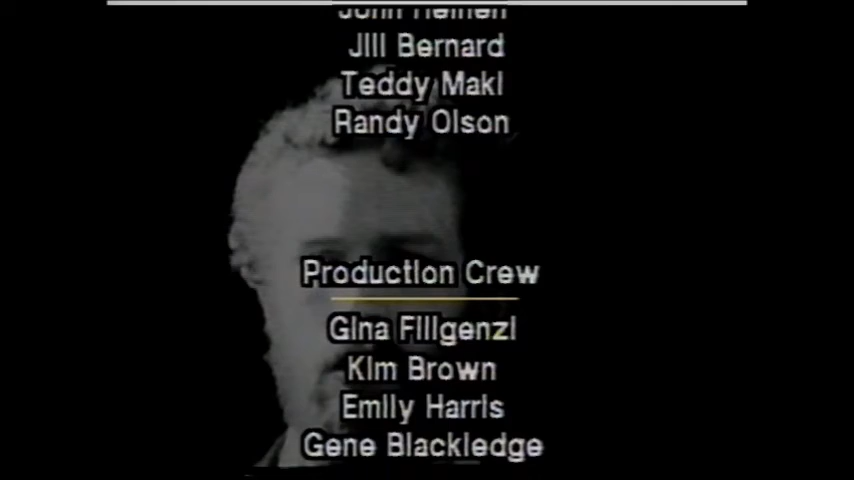 Jill Bernard
Teddy Maki
Randy Olson
Production Crew
Gina Filigenzi
Kim Brown
Emily Harris
Gene Blackledge